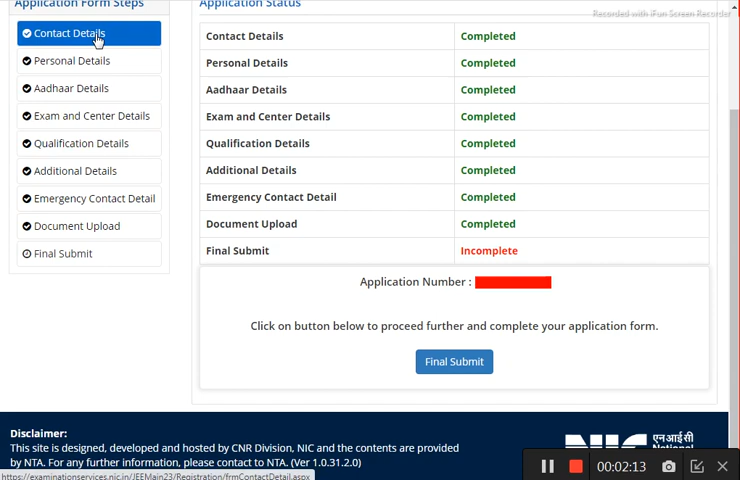 Application Form Steps
Application Status
Recorded with iFun Screen Recorder
Contact Details
Personal Details
Aadhaar Details
Exam and Center Details
Qualification Details
Additional Details
Emergency Contact Detail
Document Upload
Final Submit
Contact Details Completed
Personal Details Completed
Aadhaar Details Completed
Exam and Center Details Completed
Qualification Details Completed
Additional Details Completed
Emergency Contact Detail Completed
Document Upload Completed
Final Submit Incomplete
Application Number :
Click on button below to proceed further and complete your application form.
Final Submit
Disclaimer:
This site is designed, developed and hosted by CNR Division, NIC and the contents are provided
by NTA. For any further information, please contact to NTA. (Ver 1.0.31.2.0)
NIC एन आई सी
National
https://examinationservices.nic.in/JEEMain23/Registration/frmContactDetail.aspx
00:02:13